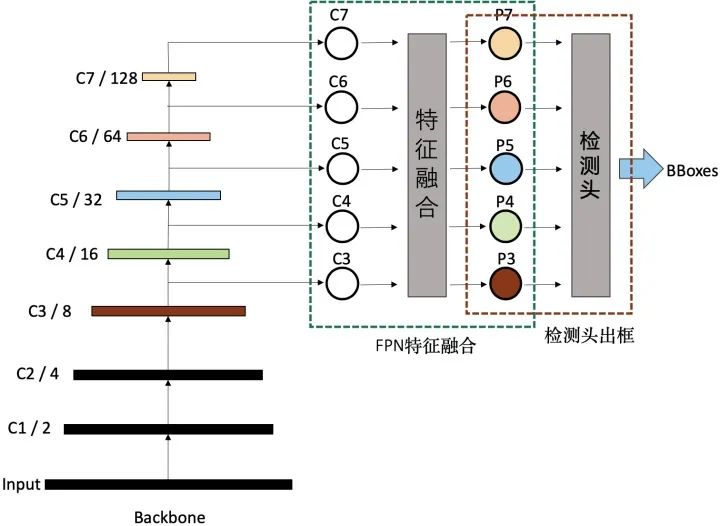 C7 / 128
C6 / 64
C5 / 32
C4 / 16
C3 / 8
C2 / 4
C1 / 2
Input
Backbone
C7
C6
C5
C4
C3
特征融合
FPN特征融合
P7
P6
P5
P4
P3
检测头
检测头出框
BBoxes